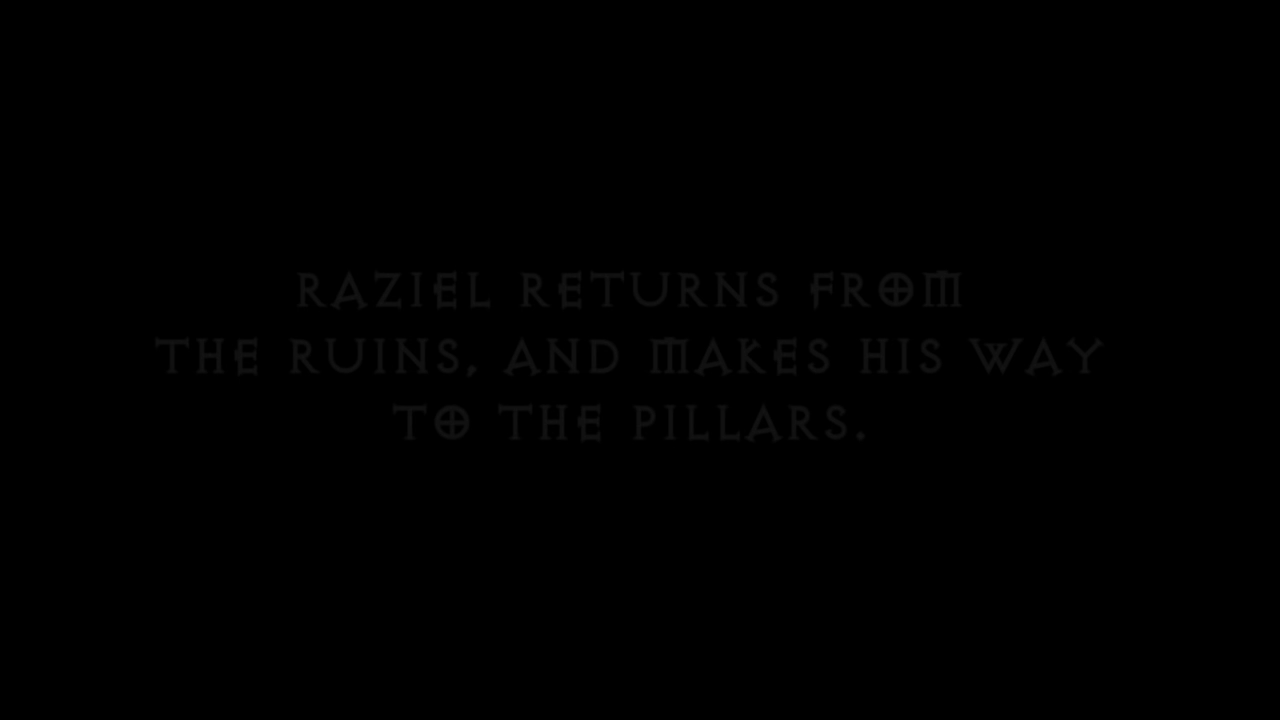 RAZIEL RETURNS FROM
THE RUINS, AND MAKES HIS WAY
TO THE PILLARS.